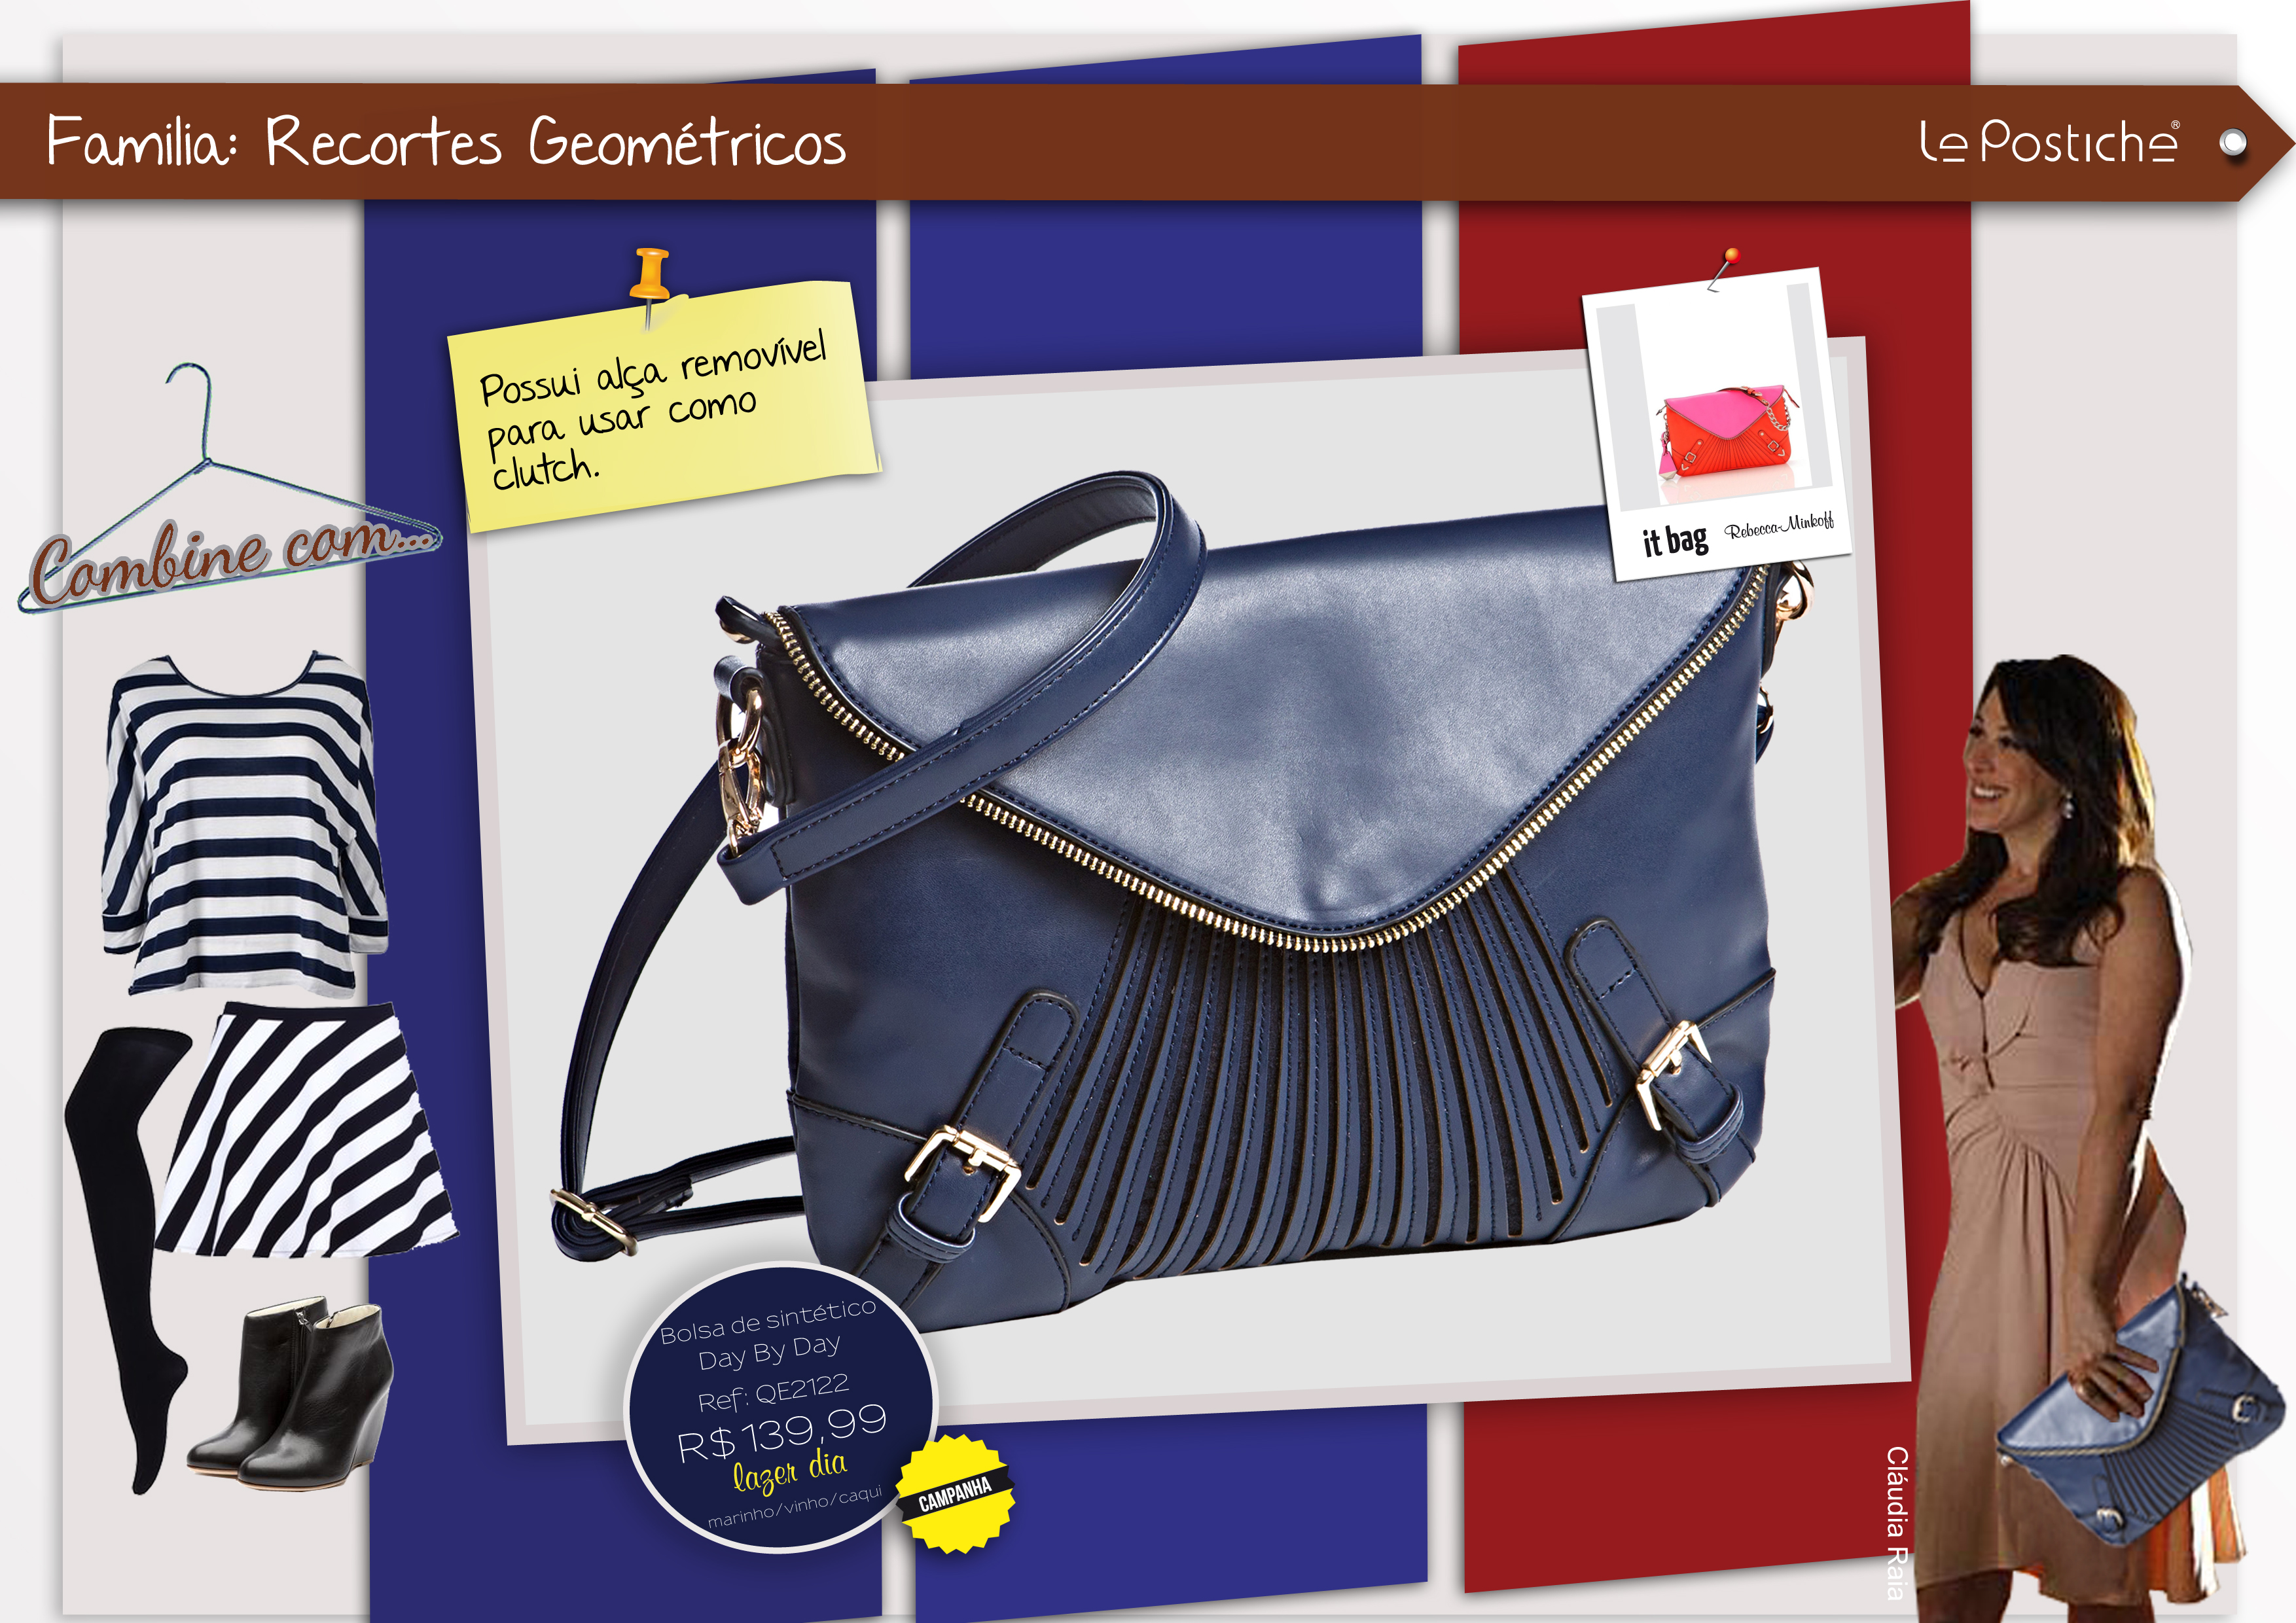 Familia: Recortes Geométricos
Le Postiche®
Possui alça removível
para usar como
clutch.
it bag Rebecca Minkoff
Combine com...
Bolsa de sintético
Day By Day
Ref: QE2122
R$139,99
lazer dia
marinho/vinho/caqui
CAMPANHA
Cláudia Raia